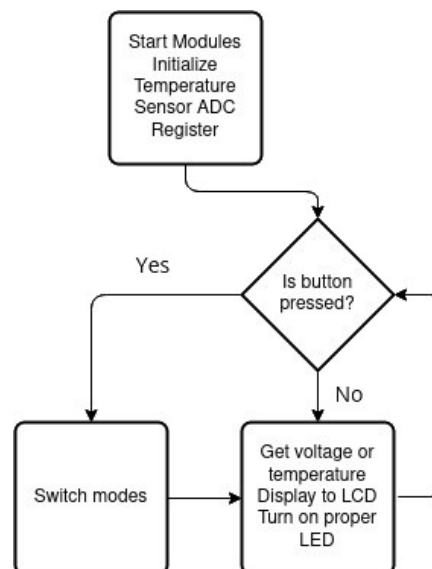 Start Modules
Initialize
Temperature
Sensor ADC
Register
Is button
pressed?
Yes
No
Switch modes
Get voltage or
temperature
Display to LCD
Turn on proper
LED